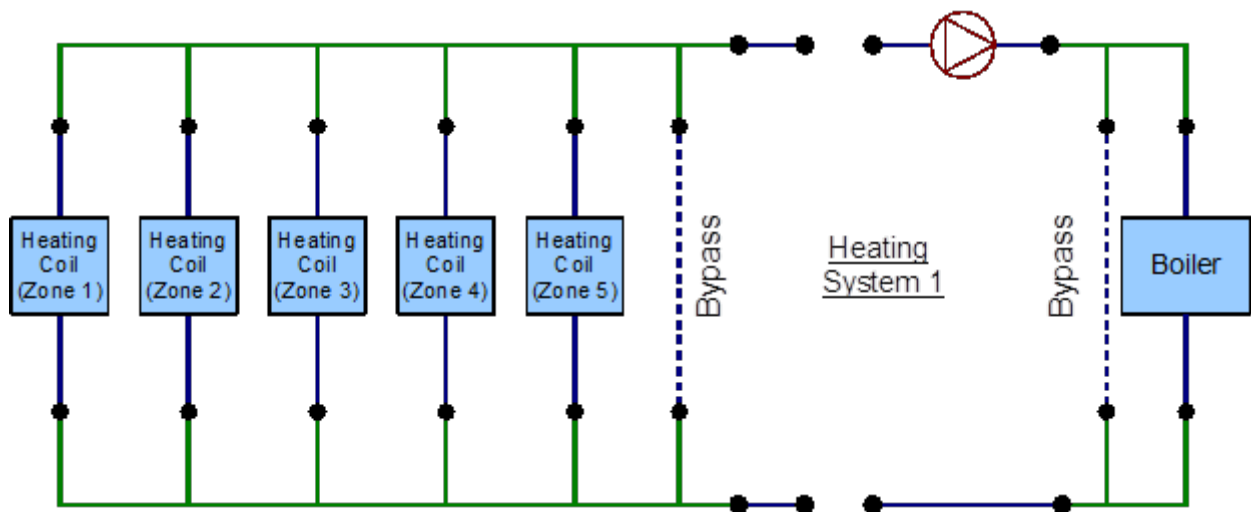 Heating
Coil
(Zone 1)
Heating
Coil
(Zone 2)
Heating
Coil
(Zone 3)
Heating
Coil
(Zone 4)
Heating
Coil
(Zone 5)
Bypass
Heating
System 1
Bypass
Boiler